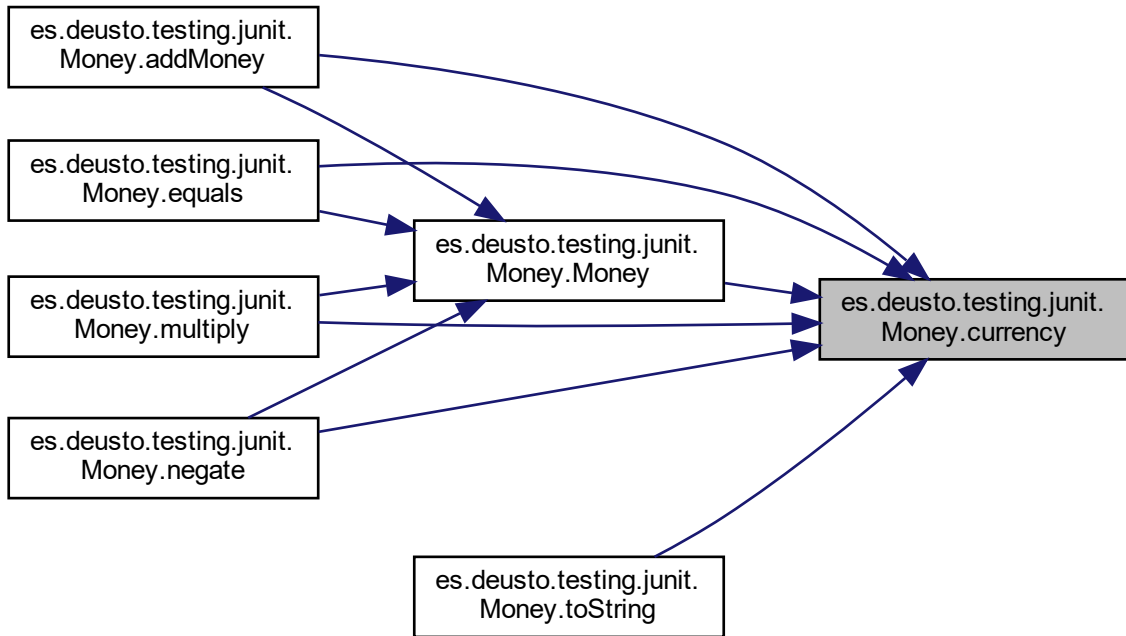 es.deusto.testing.junit.
Money.addMoney
es.deusto.testing.junit.
Money.equals
es.deusto.testing.junit.
Money.multiply
es.deusto.testing.junit.
Money.negate
es.deusto.testing.junit.
Money.Money
es.deusto.testing.junit.
Money.toString
es.deusto.testing.junit.
Money.currency